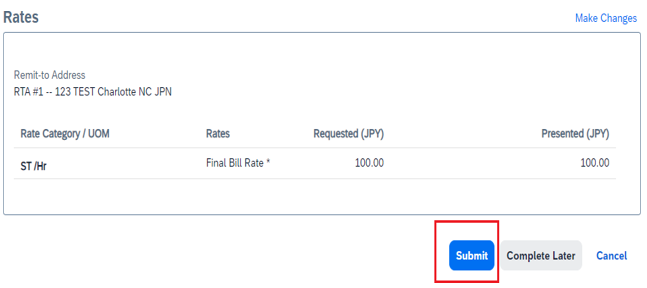 Rates
Make Changes
Remit-to Address
RTA #1 -- 123 TEST Charlotte NC JPN
Rate Category / UOM Rates Requested (JPY) Presented (JPY)
ST /Hr Final Bill Rate * 100.00 100.00
Submit Complete Later Cancel